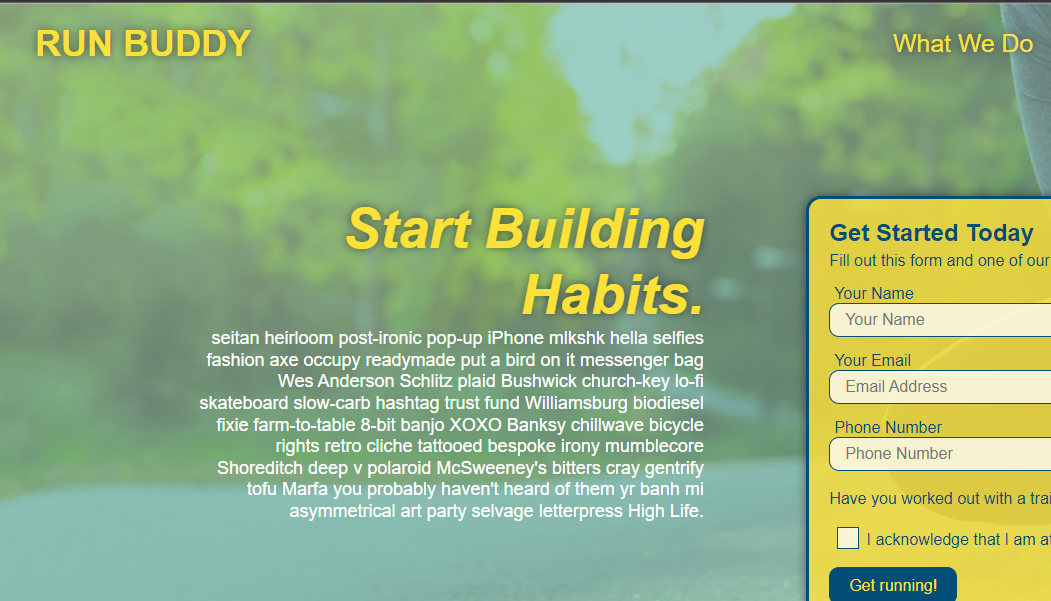 RUN BUDDY
What We Do
Start Building
Habits.
seitan heirloom post-ironic pop-up iPhone mlkshk hella selfies
fashion axe occupy readymade put a bird on it messenger bag
Wes Anderson Schlitz plaid Bushwick church-key lo-fi
skateboard slow-carb hashtag trust fund Williamsburg biodiesel
fixie farm-to-table 8-bit banjo XOXO Banksy chillwave bicycle
rights retro cliche tattooed bespoke irony mumblecore
Shoreditch deep v polaroid McSweeney's bitters cray gentrify
tofu Marfa you probably haven't heard of them yr banh mi
asymmetrical art party selvage letterpress High Life.
Get Started Today
Fill out this form and one of our
Your Name
Your Name
Your Email
Email Address
Phone Number
Phone Number
Have you worked out with a trai
I acknowledge that I am at
Get running!